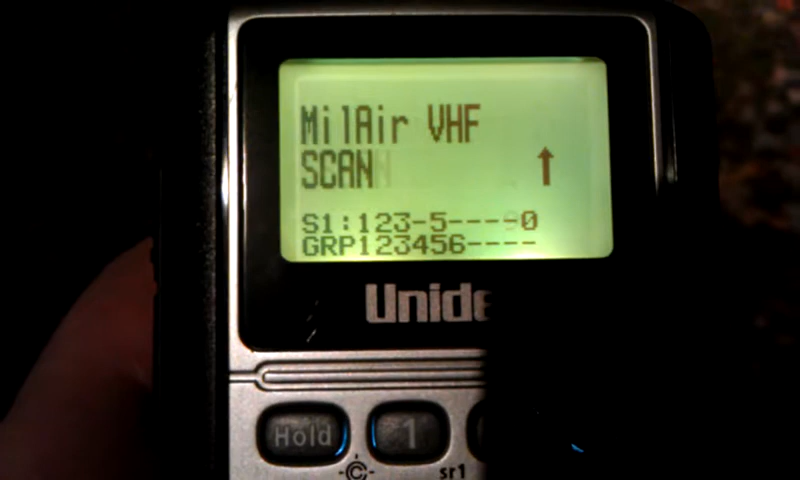 MilAir VHF
SCAN ↑
S1:123-5----0
GRP123456----
Unide
Hold
1
sr1